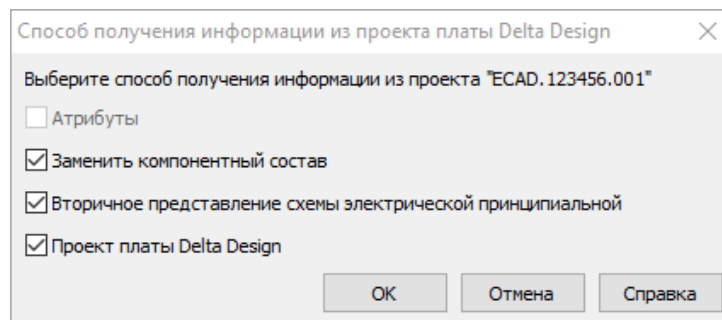 Способ получения информации из проекта платы Delta Design
Выберите способ получения информации из проекта "ECAD.123456.001"
Атрибуты
Заменить компонентный состав
Вторичное представление схемы электрической принципиальной
Проект платы Delta Design
ОК Отмена Справка